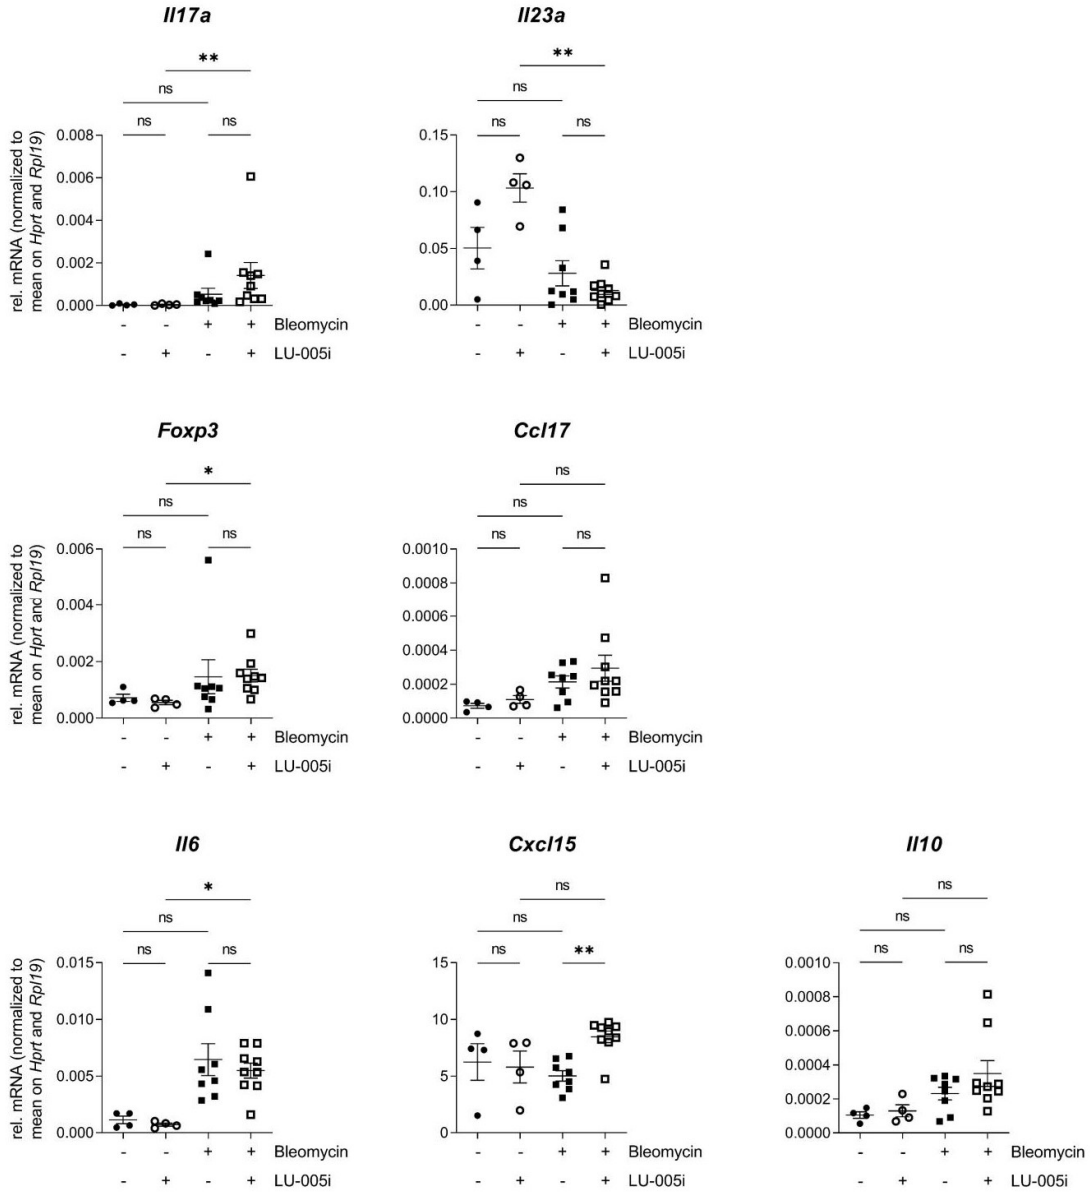 Il17a
Il23a
**
**
ns
ns
ns
ns
ns
ns
rel. mRNA (normalized to
mean on Hprt and Rpl19)
0.008
0.006
0.004
0.002
0.000
0.15
0.10
0.05
0.00
- - + + Bleomycin
- + - + LU-005i
- - + + Bleomycin
- + - + LU-005i
Foxp3
Ccl17
*
ns
ns
ns
ns
ns
ns
ns
rel. mRNA (normalized to
mean on Hprt and Rpl19)
0.006
0.004
0.002
0.000
0.0010
0.0008
0.0006
0.0004
0.0002
0.0000
- - + + Bleomycin
- + - + LU-005i
- - + + Bleomycin
- + - + LU-005i
Il6
Cxcl15
Il10
*
ns
ns
ns
ns
ns
ns
ns
ns
**
ns
ns
rel. mRNA (normalized to
mean on Hprt and Rpl19)
0.015
0.010
0.005
0.000
15
10
5
0
0.0010
0.0008
0.0006
0.0004
0.0002
0.0000
- - + + Bleomycin
- + - + LU-005i
- - + + Bleomycin
- + - + LU-005i
- - + + Bleomycin
- + - + LU-005i